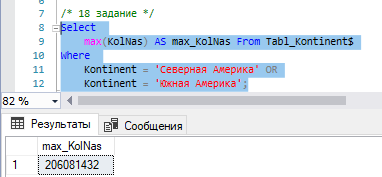 7
/* 18 задание */
8 Select
9 max(KolNas) AS max_KolNas From Tabl_Kontinent$
10 Where
11 Kontinent = 'Северная Америка' OR
12 Kontinent = 'Южная Америка';
82 %
Результаты Сообщения
max_KolNas
1 206081432